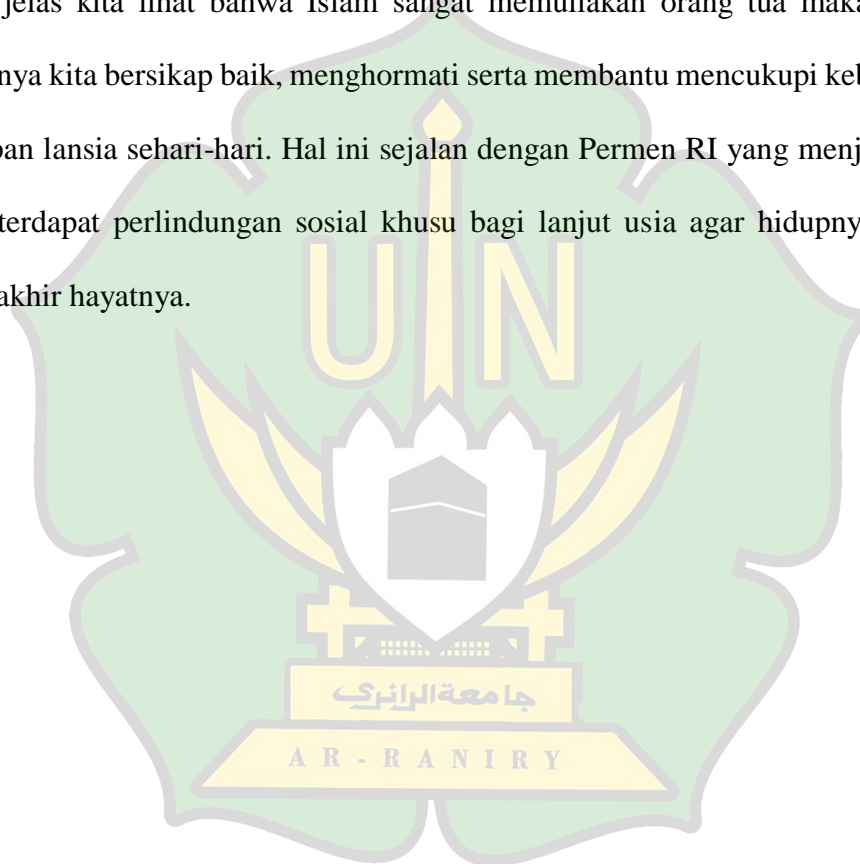 jelas kita lihat bahwa Islam sangat memuliakan orang tua maka
nya kita bersikap baik, menghormati serta membantu mencukupi keb
an lansia sehari-hari. Hal ini sejalan dengan Permen RI yang menj
terdapat perlindungan sosial khusu bagi lanjut usia agar hidupny
akhir hayatnya.
UIN
جامعة الرانري
AR-RANIRY